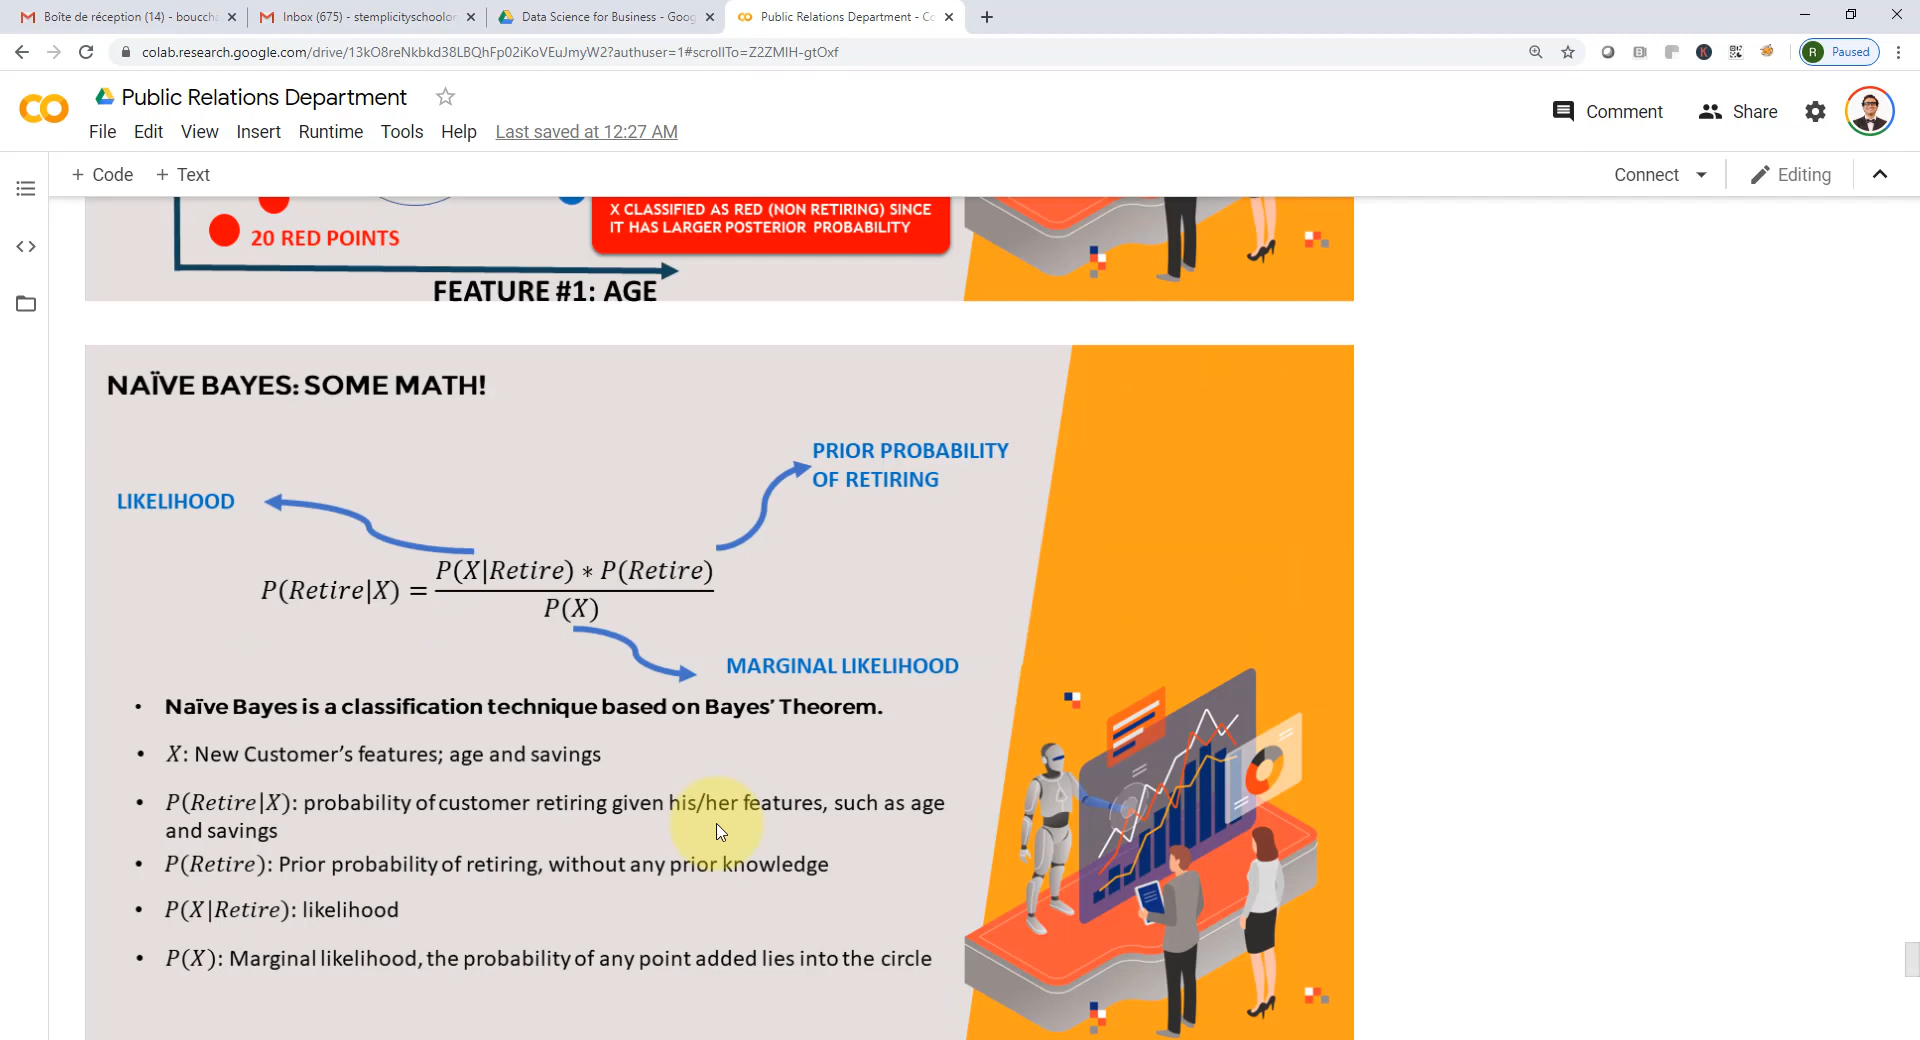 Boîte de réception (14) - boucch
Inbox (675) - stemplicityschoolor
Data Science for Business - Goog
Public Relations Department - Co
colab.research.google.com/drive/13kO8reNkbkd38LBQhFp02iKoVEuJmyW2?authuser=1#scrollTo=Z2ZMIH-gtOxf
R Paused
CO Public Relations Department
Comment Share
File Edit View Insert Runtime Tools Help Last saved at 12:27 AM
+ Code + Text Connect Editing
X CLASSIFIED AS RED (NON RETIRING) SINCE
IT HAS LARGER POSTERIOR PROBABILITY
20 RED POINTS
FEATURE #1: AGE
NAÏVE BAYES: SOME MATH!
PRIOR PROBABILITY
OF RETIRING
LIKELIHOOD
P(Retire|X) = P(X|Retire) * P(Retire)
P(X)
MARGINAL LIKELIHOOD
• Naïve Bayes is a classification technique based on Bayes' Theorem.
• X: New Customer's features; age and savings
• P(Retire|X): probability of customer retiring given his/her features, such as age
and savings
• P(Retire): Prior probability of retiring, without any prior knowledge
• P(X|Retire): likelihood
• P(X): Marginal likelihood, the probability of any point added lies into the circle